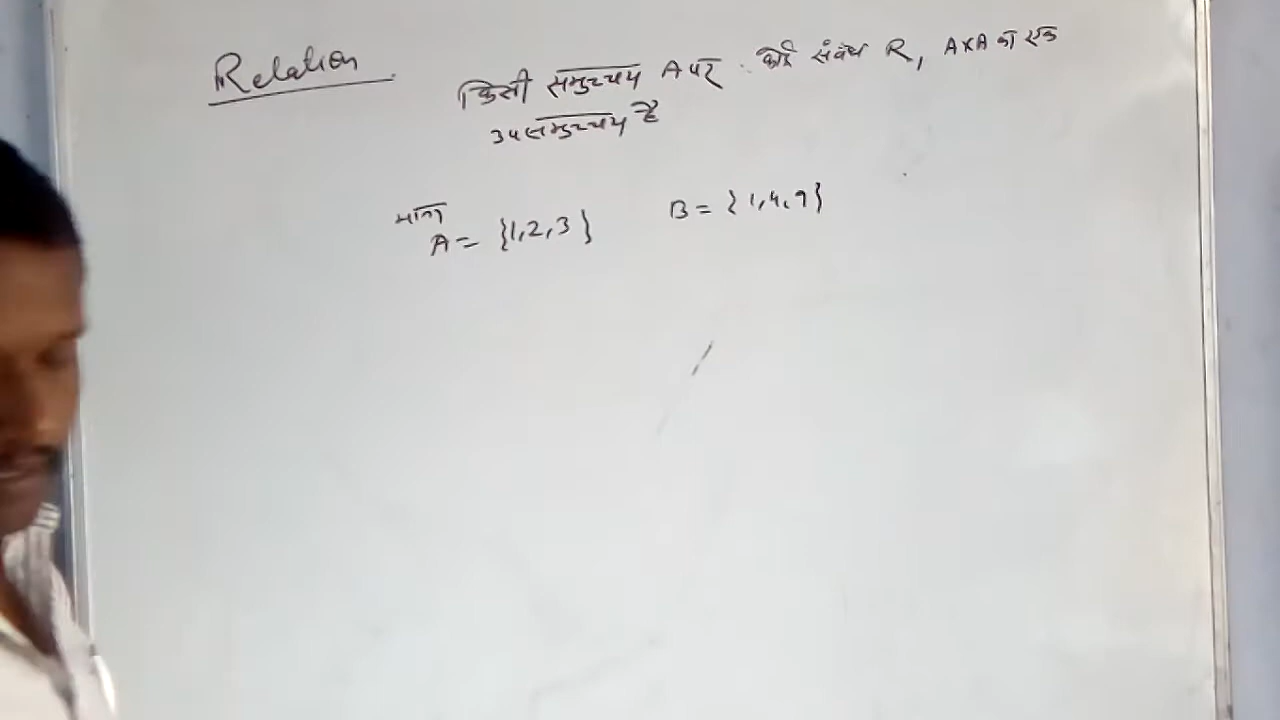 Relation
किसी समुच्चय A पर कोई संबंध R, A×A का एक
उपसमुच्चय है
माना
A = {1,2,3} B = {1,4,9}